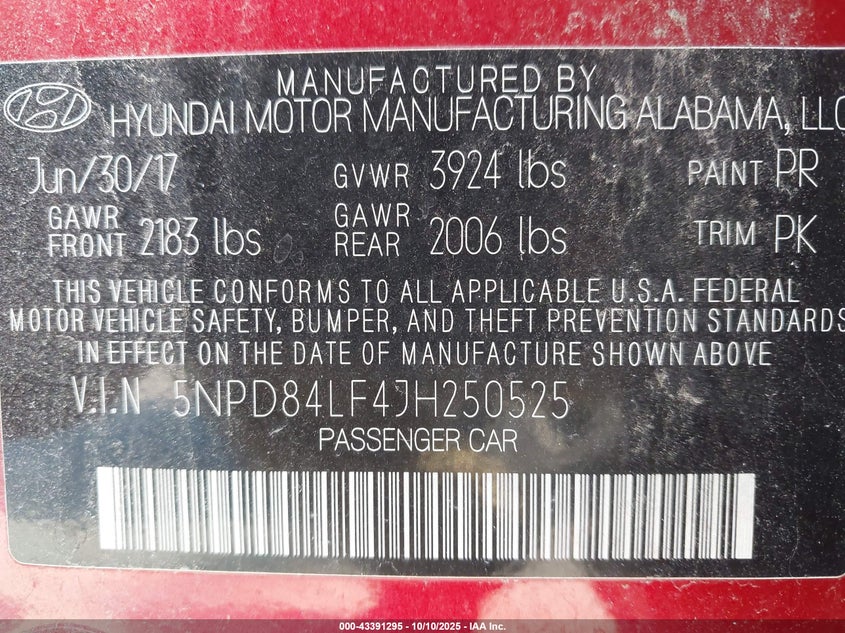 MANUFACTURED BY
HYUNDAI MOTOR MANUFACTURING ALABAMA, LLC
Jun/30/17 GVWR 3924 lbs PAINT PR
GAWR FRONT 2183 lbs GAWR REAR 2006 lbs TRIM PK
THIS VEHICLE CONFORMS TO ALL APPLICABLE U.S.A. FEDERAL
MOTOR VEHICLE SAFETY, BUMPER, AND THEFT PREVENTION STANDARDS
IN EFFECT ON THE DATE OF MANUFACTURE SHOWN ABOVE
V.I.N 5NPD84LF4JH250525
PASSENGER CAR
000-43391295 - 10/10/2025 - IAA Inc.